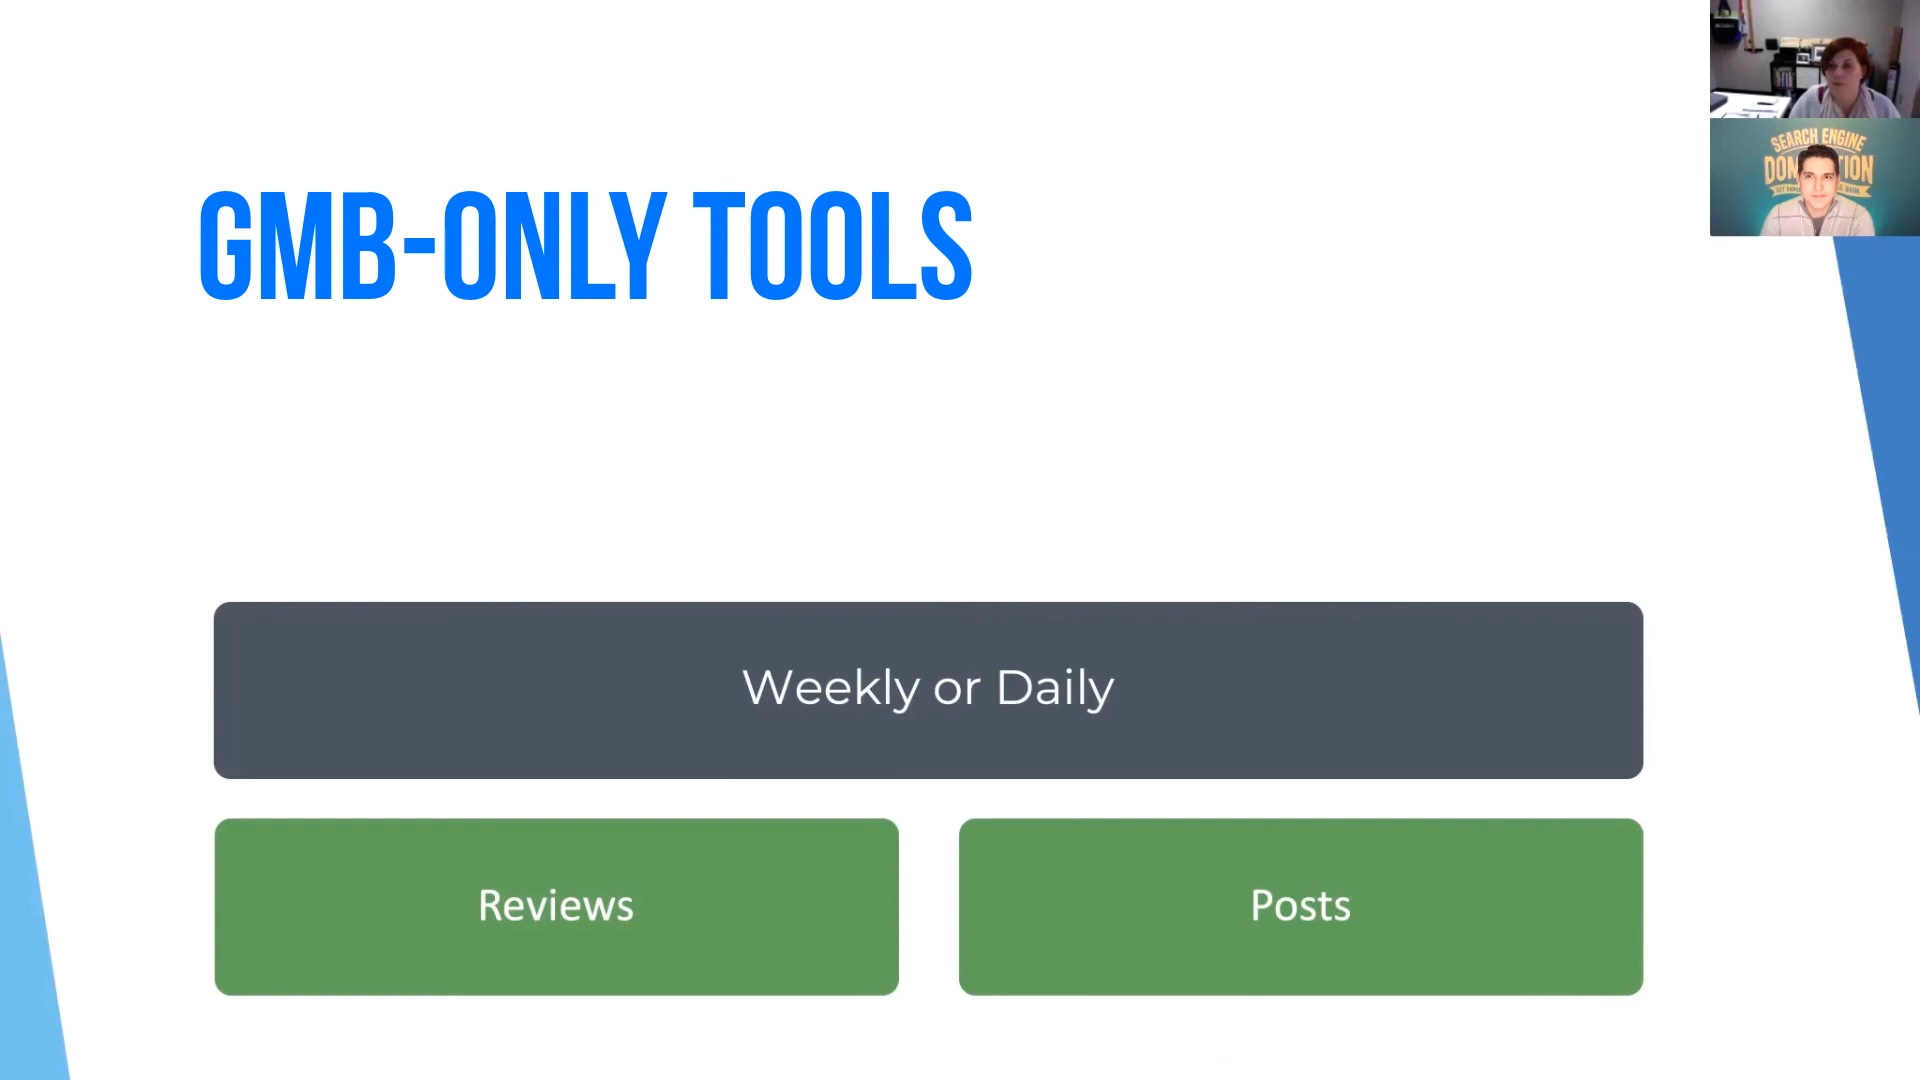 GMB-ONLY TOOLS
SEARCH ENGINE
Weekly or Daily
Reviews
Posts